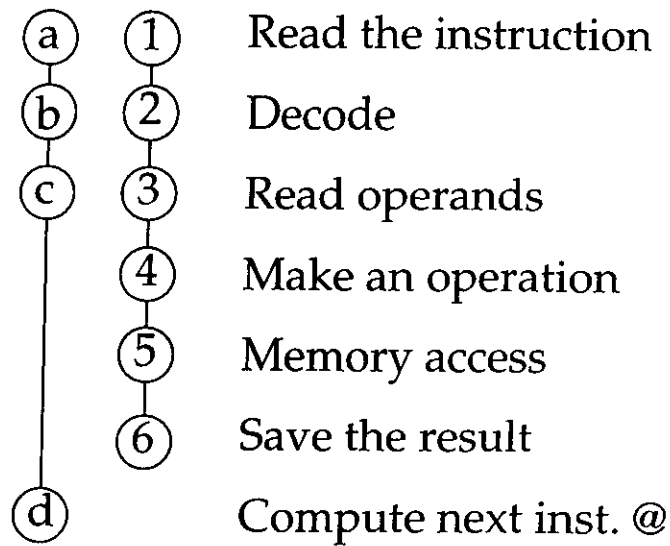 a 1 Read the instruction
b 2 Decode
c 3 Read operands
4 Make an operation
5 Memory access
6 Save the result
d Compute next inst. @